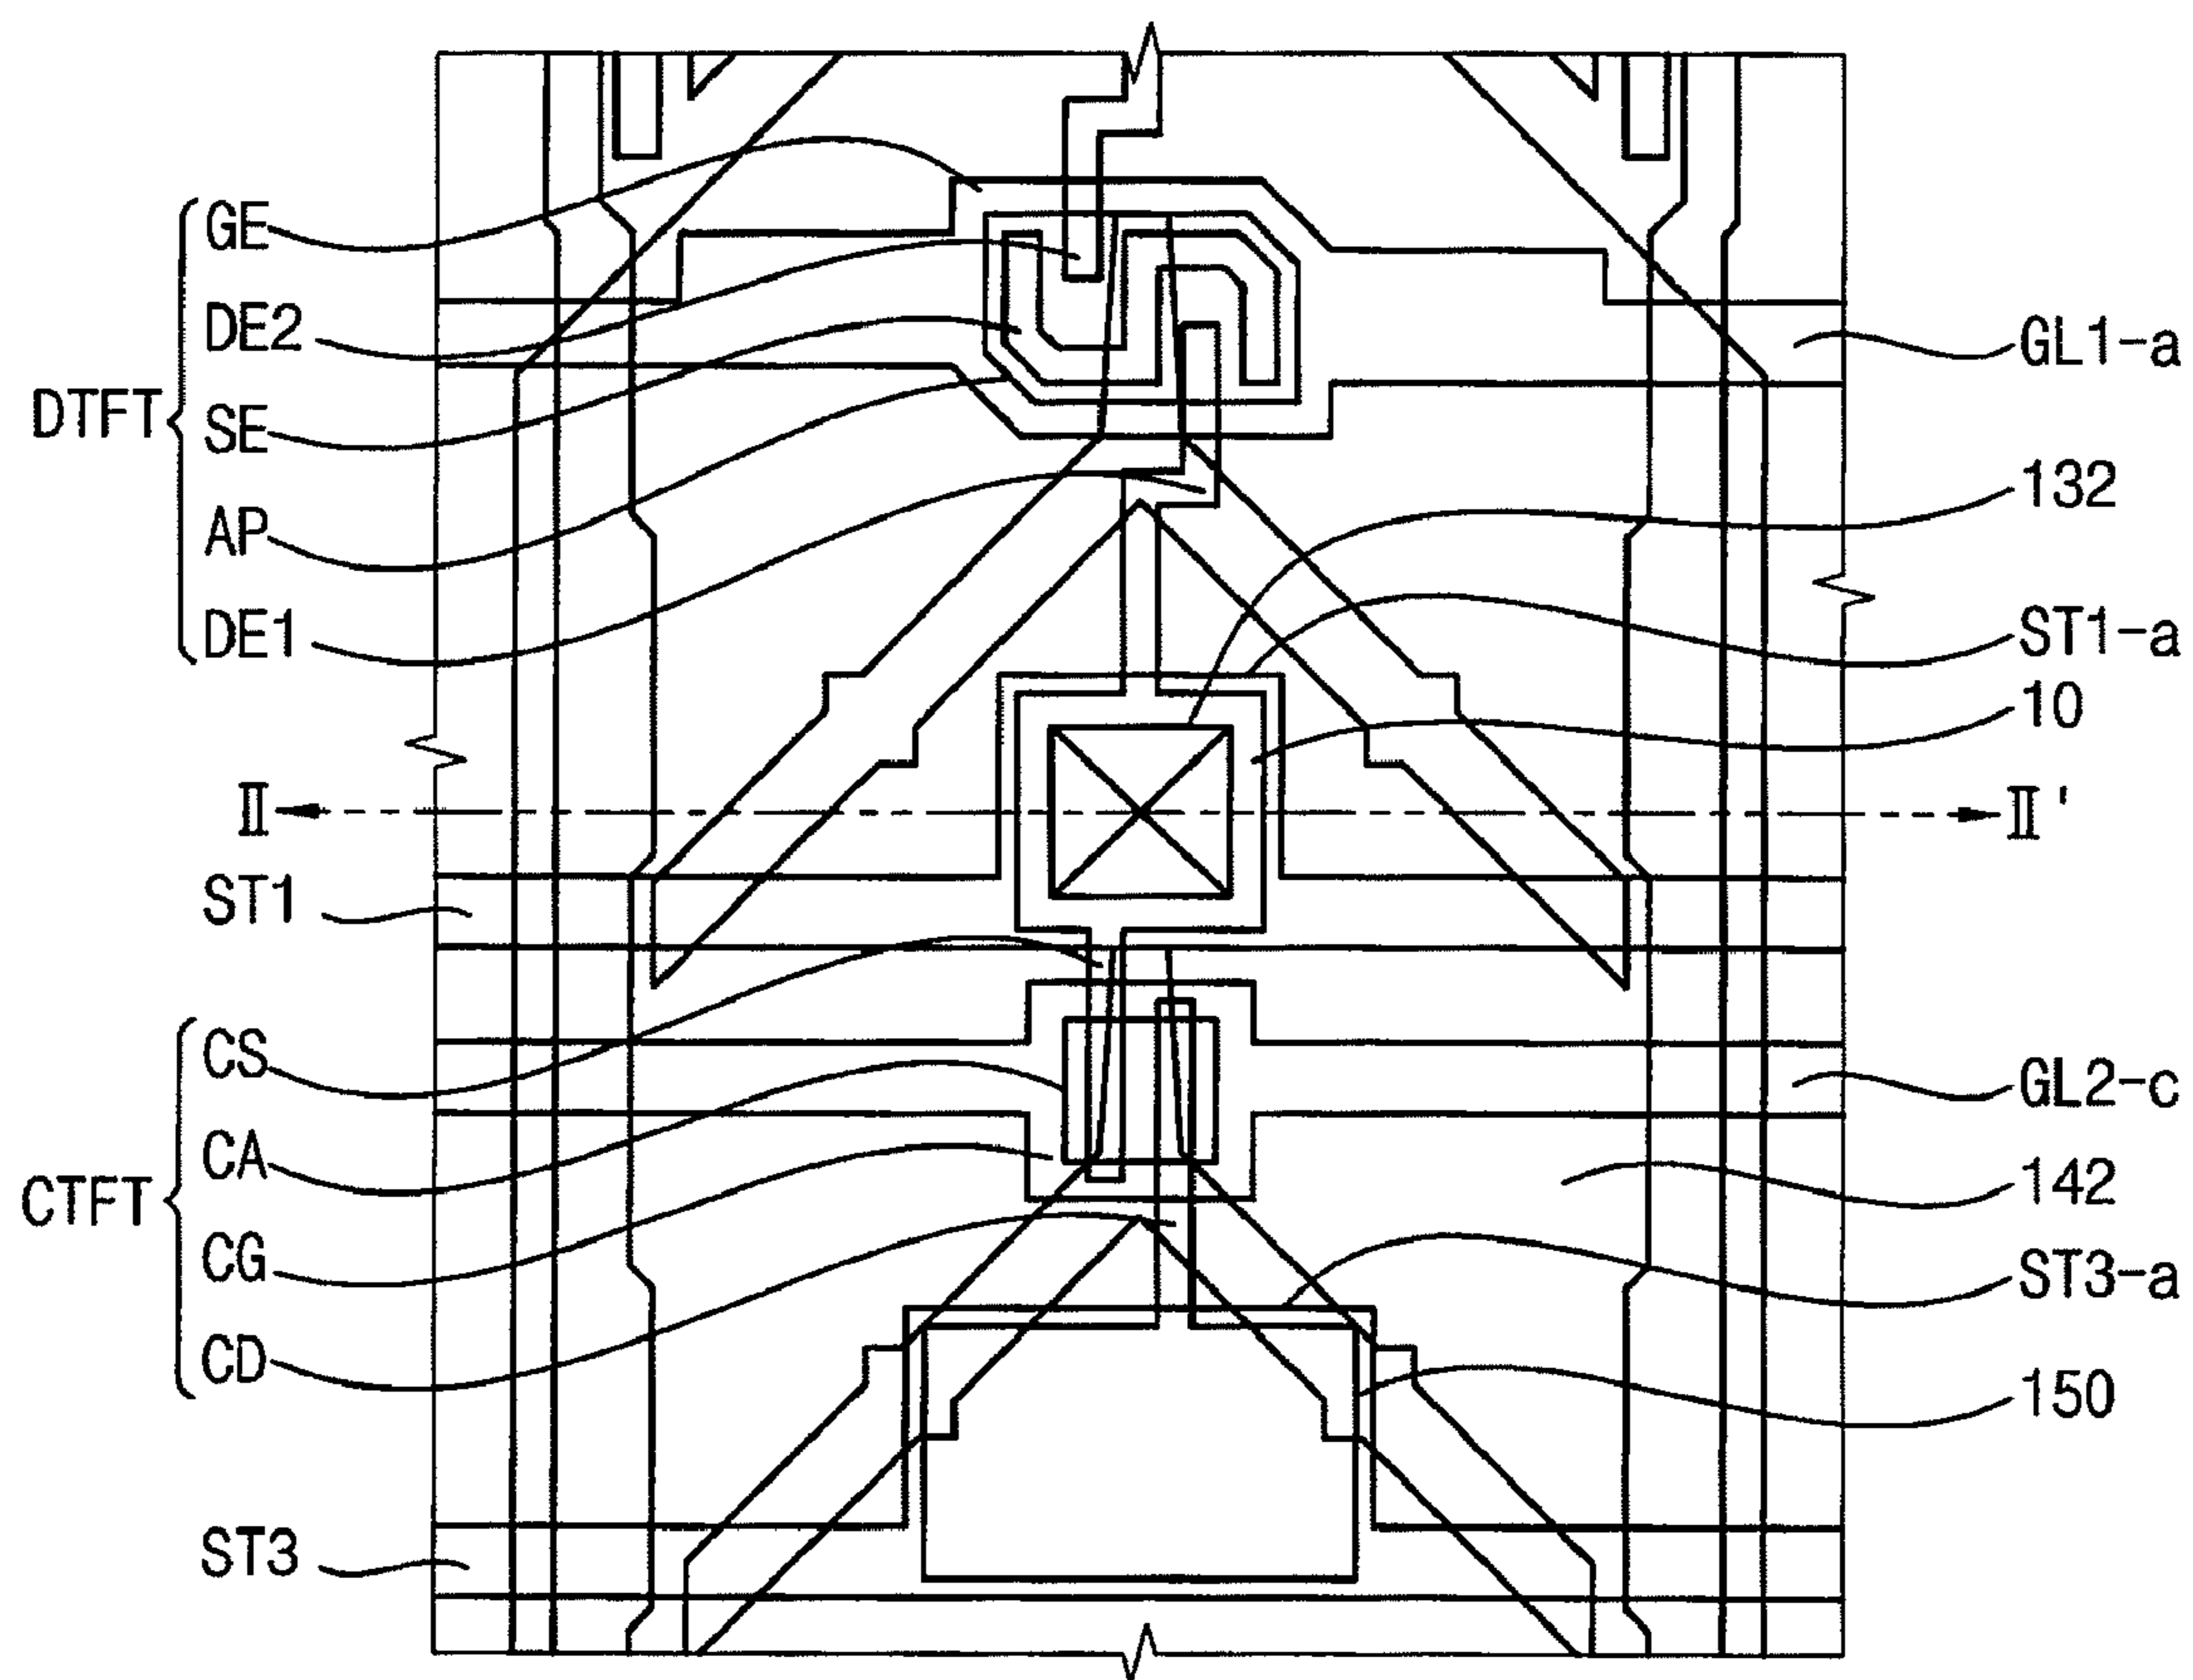 GE
DE2
DTFT
SE
AP
DE1
GL1-a
132
ST1-a
10
II
II'
ST1
CS
CA
CTFT
CG
CD
GL2-c
142
ST3-a
150
ST3